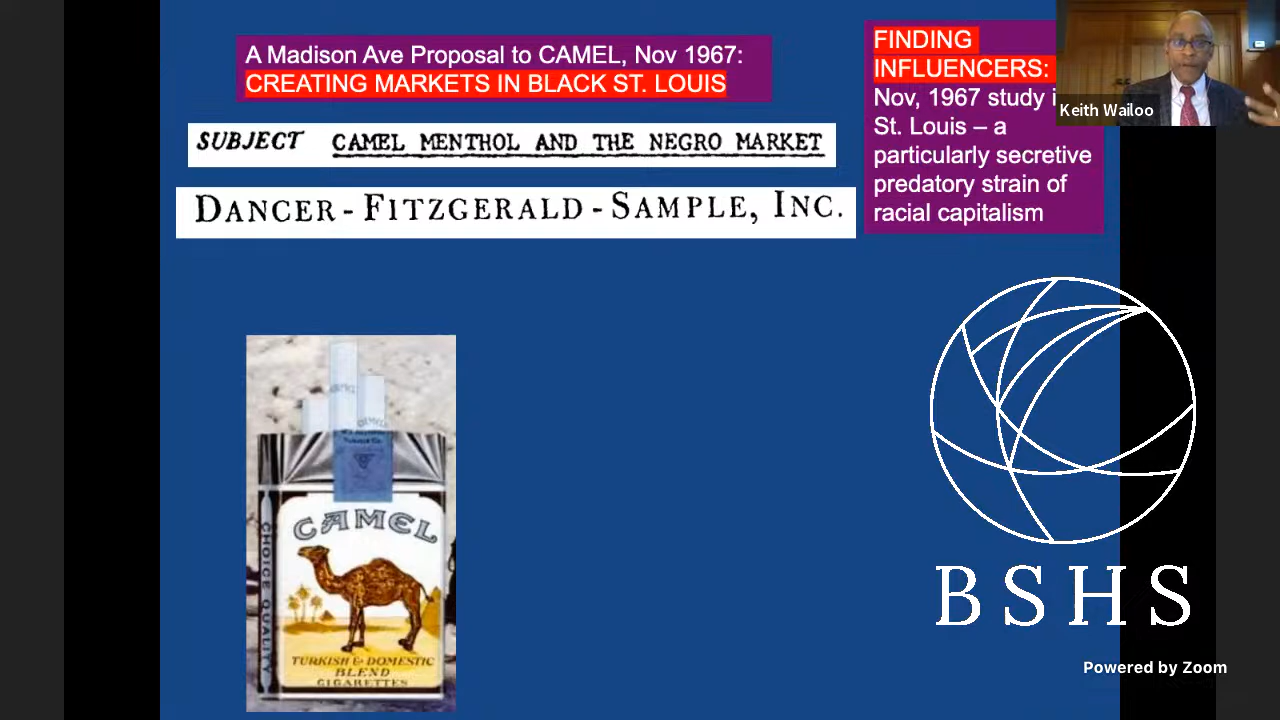 A Madison Ave Proposal to CAMEL, Nov 1967:
CREATING MARKETS IN BLACK ST. LOUIS
SUBJECT CAMEL MENTHOL AND THE NEGRO MARKET
DANCER-FITZGERALD-SAMPLE, INC.
FINDING
INFLUENCERS:
Nov, 1967 study
St. Louis – a
particularly secretive
predatory strain of
racial capitalism
Keith Wailoo
CAMEL
CHOICE QUALITY
TURKISH & DOMESTIC
BLEND
CIGARETTES
BSHS
Powered by Zoom